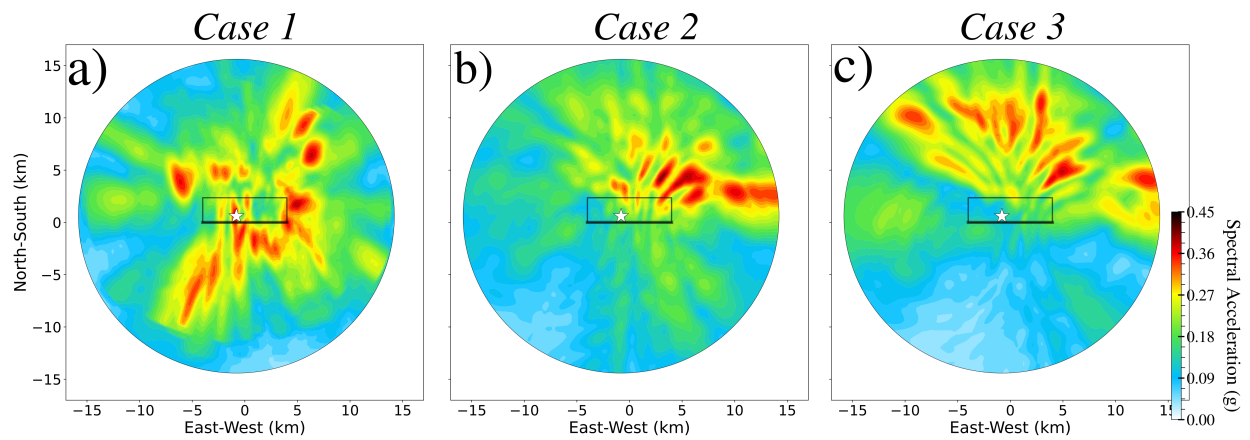 Case 1
Case 2
Case 3
a)
b)
c)
15
10
5
0
−5
−10
−15
North-South (km)
−15 −10 −5 0 5 10 15
−15 −10 −5 0 5 10 15
−15 −10 −5 0 5 10
East-West (km)
East-West (km)
East-West (km)
0.45
0.36
0.27
0.18
0.09
0.00
Spectral Acceleration (g)